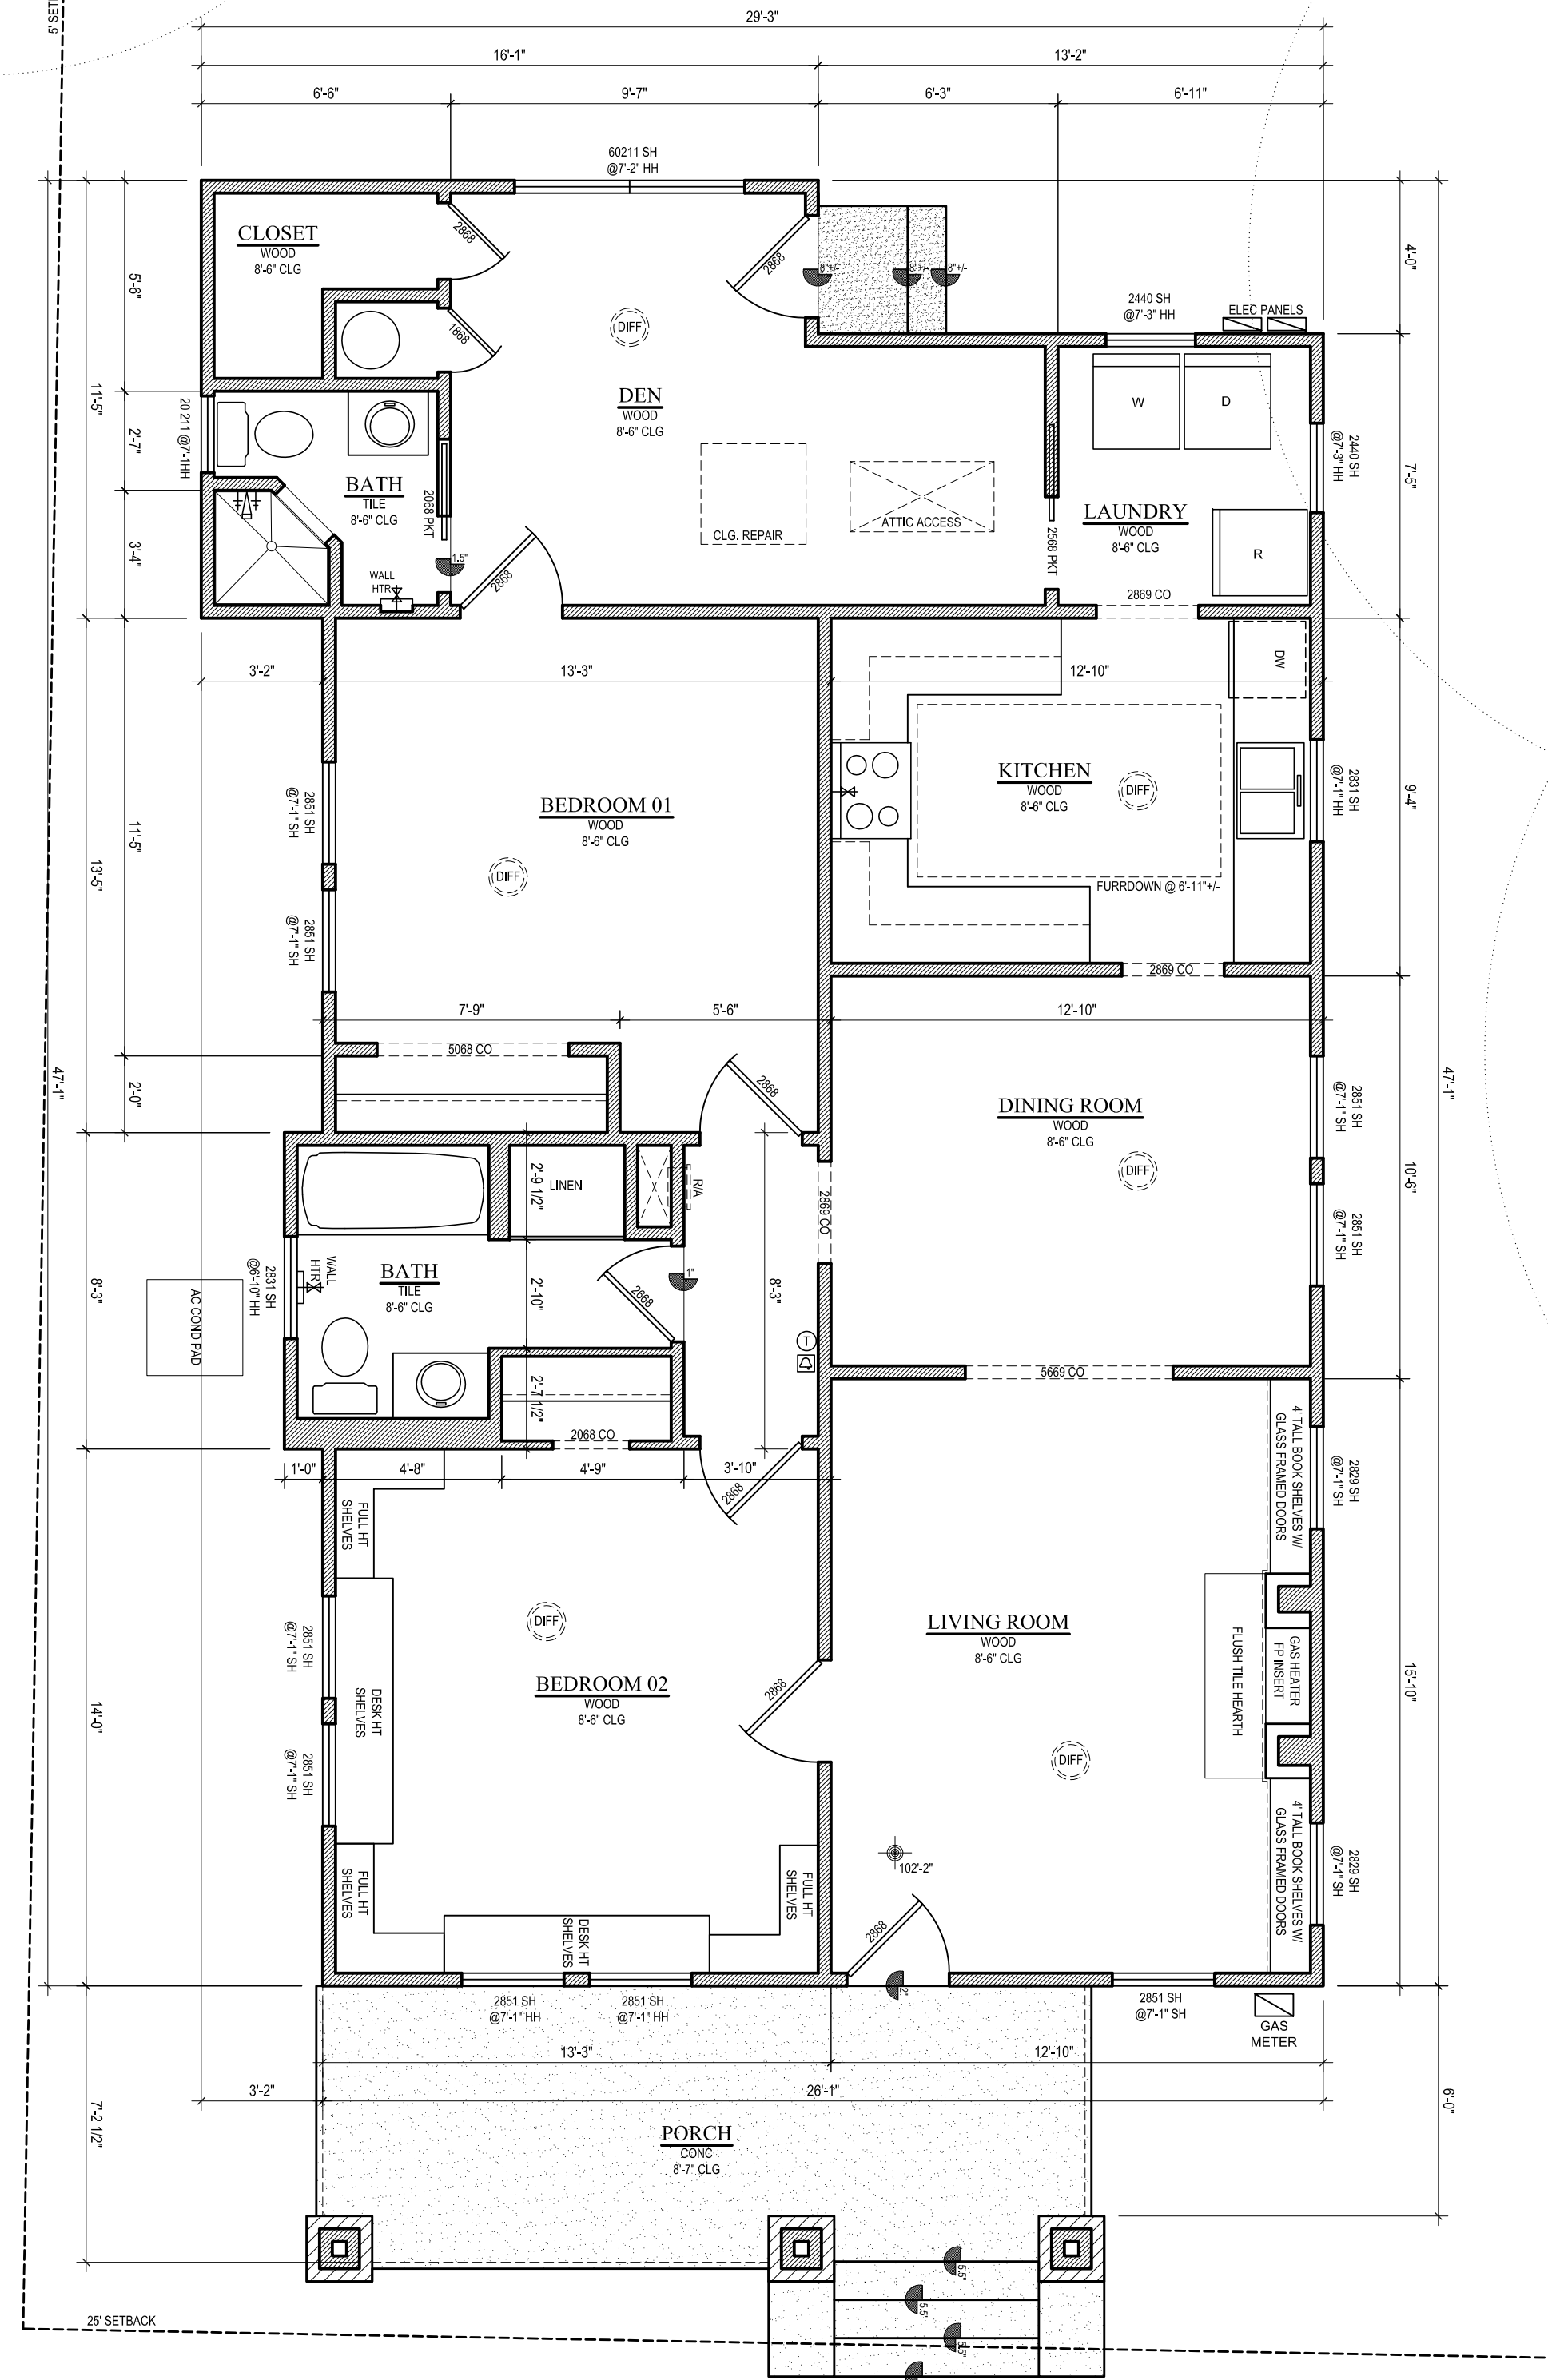 5' SETB
29'-3"
16'-1"
13'-2"
6'-6"
9'-7"
6'-3"
6'-11"
60211 SH
@7'-2" HH
CLOSET
WOOD
8'-6" CLG
2868
2868
8"+/-
8"+/-
8"+/-
4'-0"
2440 SH
@7'-3" HH
ELEC PANELS
5'-6"
1868
DIFF
DEN
WOOD
8'-6" CLG
W
D
11'-5"
20 211 @7'-1HH
2'-7"
2440 SH
@7'-3" HH
7'-5"
BATH
TILE
8'-6" CLG
2068 PKT
CLG. REPAIR
ATTIC ACCESS
LAUNDRY
WOOD
8'-6" CLG
2568 PKT
R
3'-4"
1.5"
WALL
HTR
2868
2869 CO
3'-2"
13'-3"
12'-10"
DW
BEDROOM 01
WOOD
8'-6" CLG
DIFF
KITCHEN
WOOD
8'-6" CLG
DIFF
2831 SH
@7'-1" HH
9'-4"
2851 SH
@7'-1" SH
11'-5"
13'-5"
2851 SH
@7'-1" SH
FURRDOWN @ 6'-11"+/-
2869 CO
7'-9"
5'-6"
12'-10"
5068 CO
47'-1"
2'-0"
2868
47'-1"
DINING ROOM
WOOD
8'-6" CLG
DIFF
2851 SH
@7'-1" SH
10'-6"
2851 SH
@7'-1" SH
2'-9 1/2"
LINEN
R/A
2869 CO
BATH
TILE
8'-6" CLG
WALL
HTR
2831 SH
@6'-10" HH
AC COND PAD
8'-3"
2'-10"
2668
1"
8'-3"
T
2'-7 1/2"
5669 CO
2068 CO
1'-0"
4'-8"
4'-9"
3'-10"
2868
4' TALL BOOK SHELVES W/
GLASS FRAMED DOORS
2829 SH
@7'-1" SH
FULL HT
SHELVES
DIFF
BEDROOM 02
WOOD
8'-6" CLG
2868
LIVING ROOM
WOOD
8'-6" CLG
DIFF
FLUSH TILE HEARTH
GAS HEATER
FP INSERT
15'-10"
2851 SH
@7'-1" SH
DESK HT
SHELVES
14'-0"
2851 SH
@7'-1" SH
FULL HT
SHELVES
FULL HT
SHELVES
102'-2"
4' TALL BOOK SHELVES W/
GLASS FRAMED DOORS
2829 SH
@7'-1" SH
DESK HT
SHELVES
2868
2"
2851 SH
@7'-1" HH
2851 SH
@7'-1" HH
2851 SH
@7'-1" SH
GAS
METER
13'-3"
12'-10"
3'-2"
26'-1"
6'-0"
7'-2 1/2"
PORCH
CONC
8'-7" CLG
5.5"
5.5"
5.5"
25' SETBACK